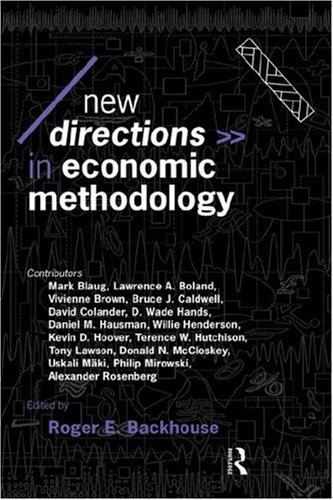 new
directions >>
in economic
methodology
Contributors
Mark Blaug, Lawrence A. Boland,
Vivienne Brown, Bruce J. Caldwell,
David Colander, D. Wade Hands,
Daniel M. Hausman, Willie Henderson,
Kevin D. Hoover, Terence W. Hutchison,
Tony Lawson, Donald N. McCloskey,
Uskali Mäki, Philip Mirowski,
Alexander Rosenberg
Edited by
Roger E. Backhouse
ROUTLEDGE